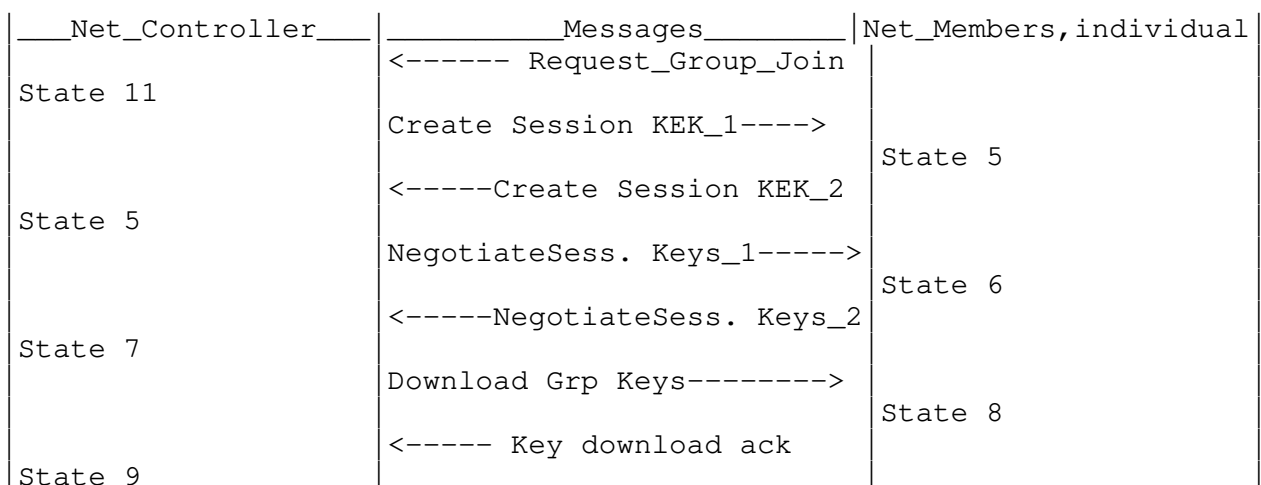 |___Net_Controller___|__________Messages________|Net_Members,individual|
|                    |<------ Request_Group_Join |                      |
|State 11            |                           |                      |
|                    |Create Session KEK_1---->  |                      |
|                    |                           |State 5               |
|                    |<-----Create Session KEK_2 |                      |
|State 5             |                           |                      |
|                    |NegotiateSess. Keys_1----->|                      |
|                    |                           |State 6               |
|                    |<-----NegotiateSess. Keys_2|                      |
|State 7             |                           |                      |
|                    |Download Grp Keys--------> |                      |
|                    |                           |State 8               |
|                    |<----- Key download ack    |                      |
|State 9             |                           |                      |